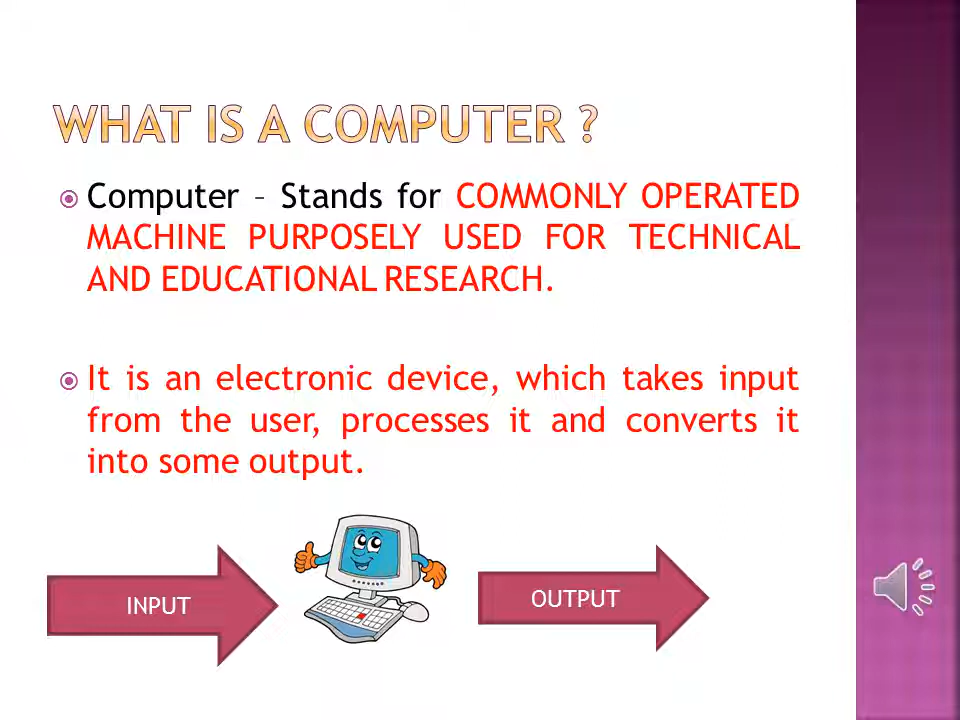 WHAT IS A COMPUTER ?
Computer – Stands for COMMONLY OPERATED
MACHINE PURPOSELY USED FOR TECHNICAL
AND EDUCATIONAL RESEARCH.
It is an electronic device, which takes input
from the user, processes it and converts it
into some output.
INPUT
OUTPUT